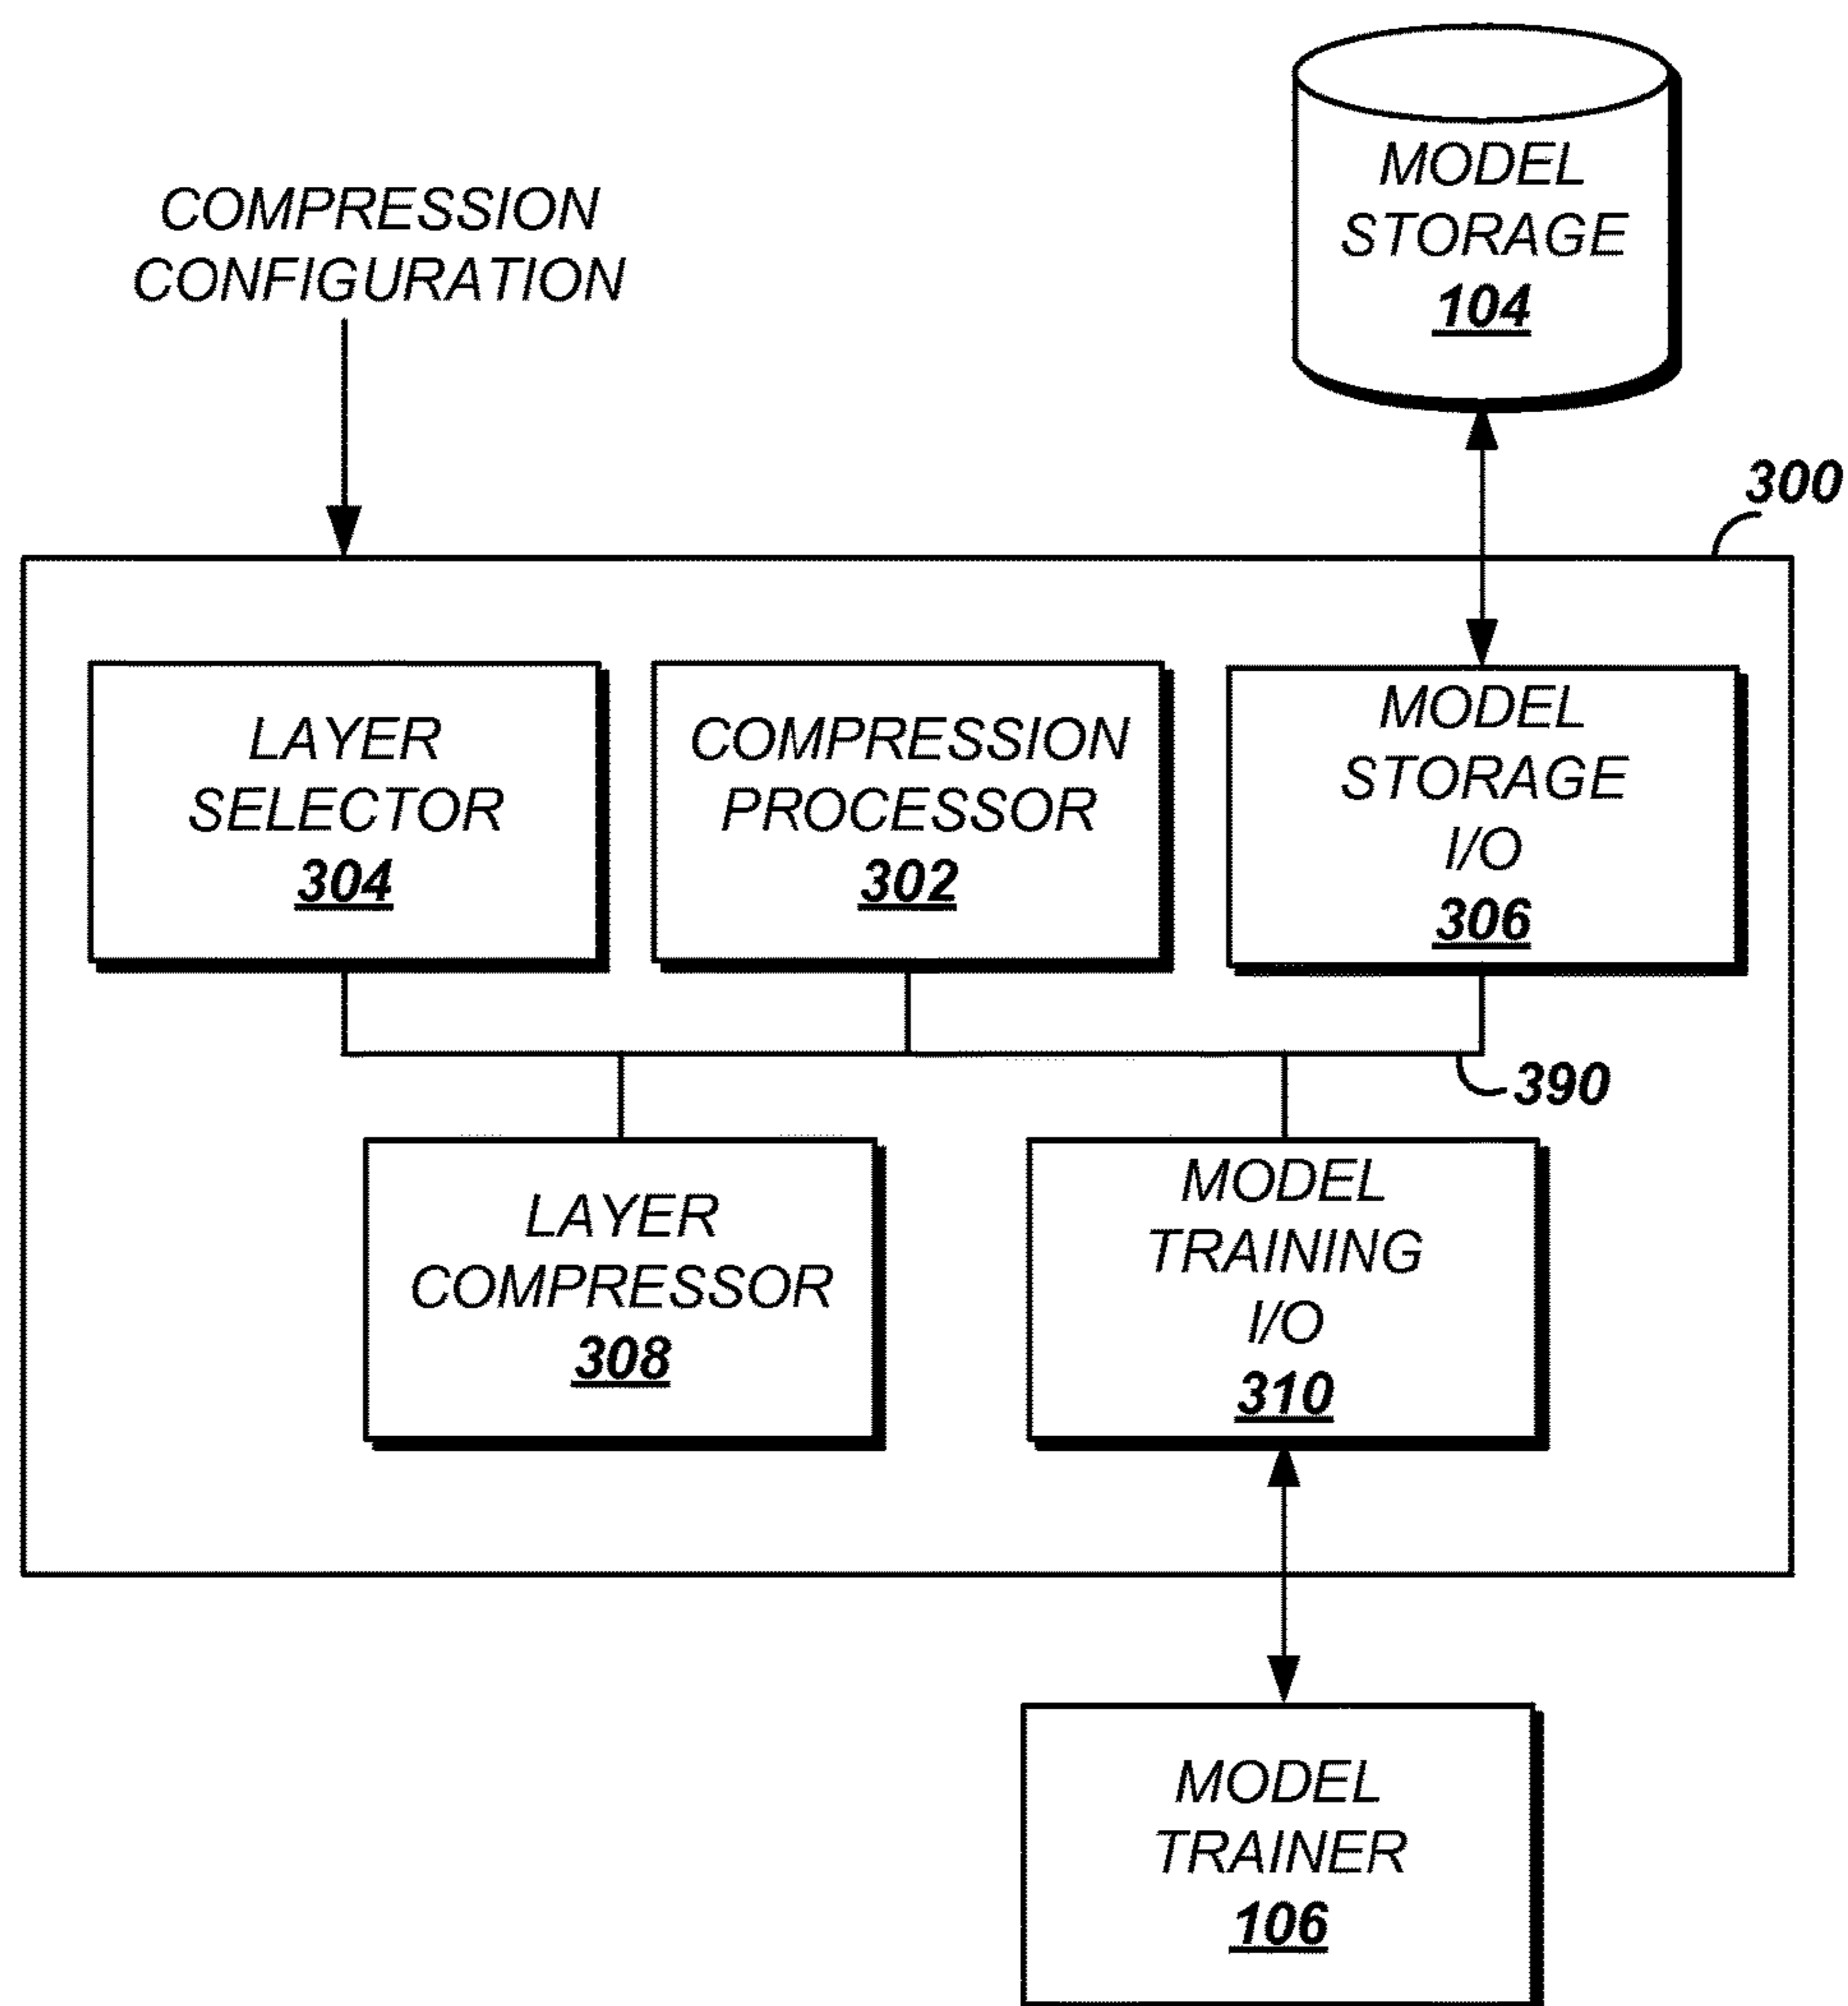 MODEL
STORAGE
104
COMPRESSION
CONFIGURATION
300
LAYER
SELECTOR
304
COMPRESSION
PROCESSOR
302
MODEL
STORAGE
I/O
306
390
LAYER
COMPRESSOR
308
MODEL
TRAINING
I/O
310
MODEL
TRAINER
106